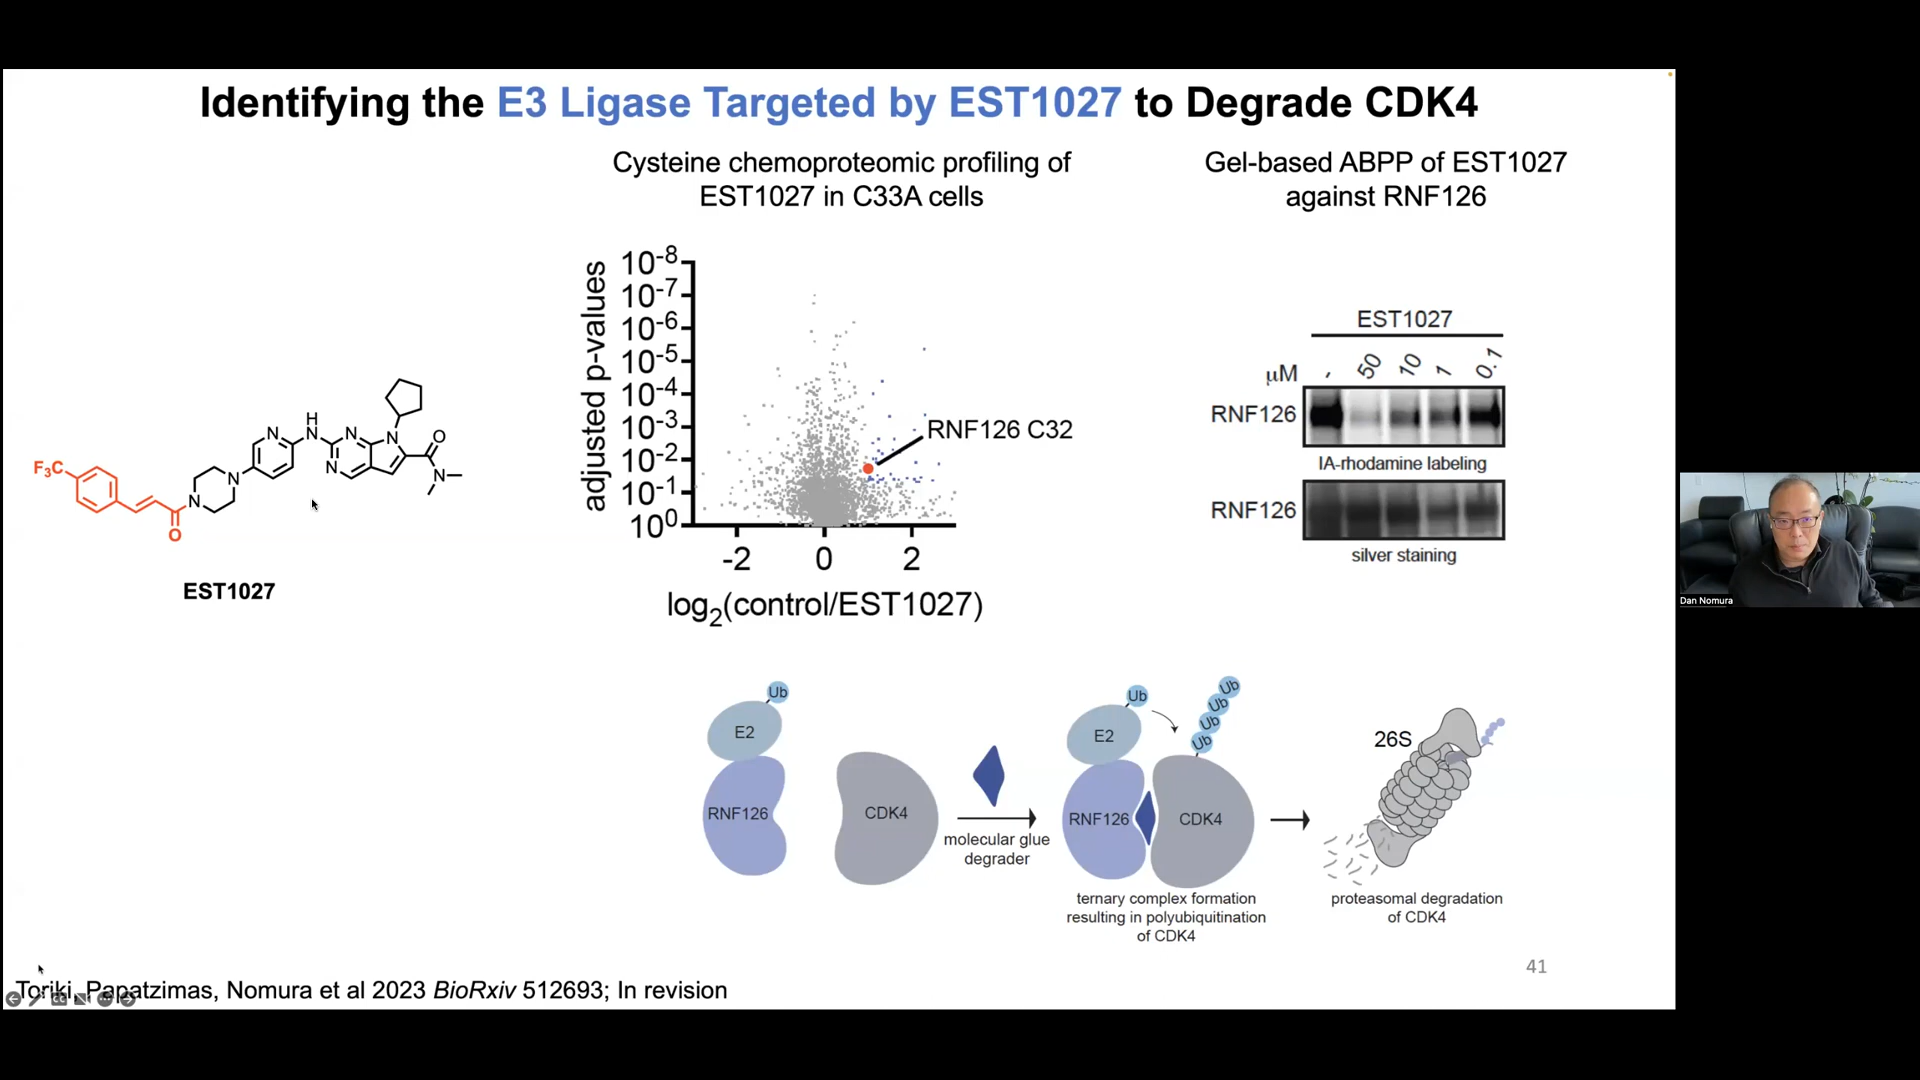 Identifying the E3 Ligase Targeted by EST1027 to Degrade CDK4
Cysteine chemoproteomic profiling of
EST1027 in C33A cells
Gel-based ABPP of EST1027
against RNF126
F₃C
O
N
N
N
H
N
N
N
N
O
N
EST1027
adjusted p-values
10⁻⁸
10⁻⁷
10⁻⁶
10⁻⁵
10⁻⁴
10⁻³
10⁻²
10⁻¹
10⁰
-2 0 2
log₂(control/EST1027)
RNF126 C32
EST1027
μM - 50 10 1 0.1
RNF126
IA-rhodamine labeling
RNF126
silver staining
Ub
E2
RNF126
CDK4
molecular glue
degrader
Ub
E2
Ub
Ub
Ub
Ub
RNF126
CDK4
ternary complex formation
resulting in polyubiquitination
of CDK4
26S
proteasomal degradation
of CDK4
41
Toriki, Papatzimas, Nomura et al 2023 BioRxiv 512693; In revision
Dan Nomura